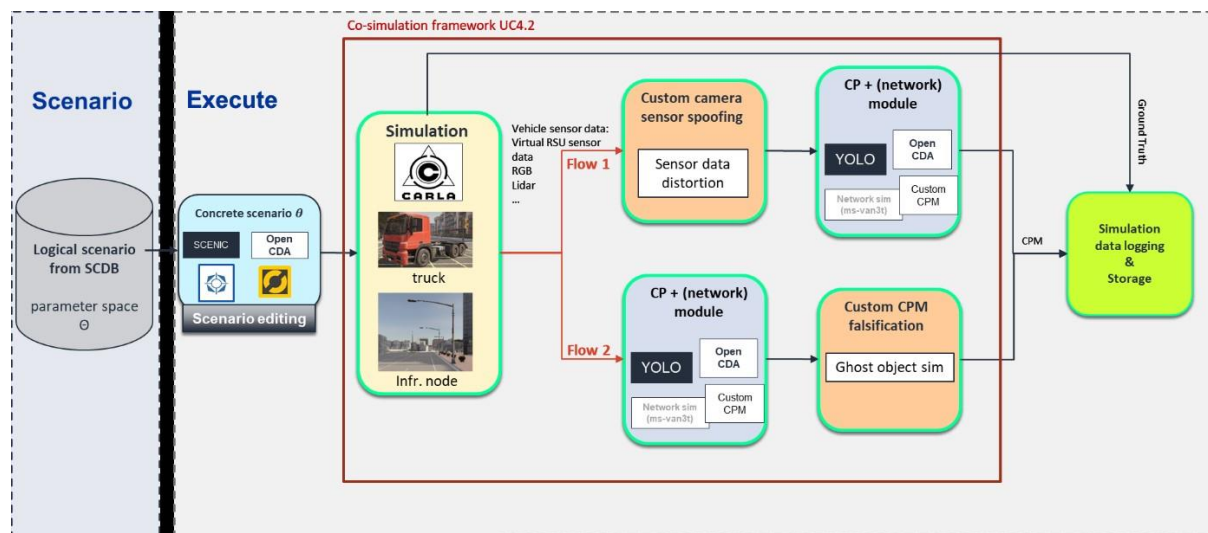 Co-simulation framework UC4.2
Scenario
Execute
Logical scenario
from SCDB
parameter space
Θ
Concrete scenario θ
SCENIC
Open
CDA
Scenario editing
Simulation
CARLA
truck
Infr. node
Vehicle sensor data:
Virtual RSU sensor
data
RGB
Lidar
...
Flow 1
Flow 2
Custom camera
sensor spoofing
Sensor data
distortion
CP + (network)
module
YOLO
Open
CDA
Network sim
(ms-van3t)
Custom
CPM
CP + (network)
module
YOLO
Open
CDA
Network sim
(ms-van3t)
Custom
CPM
Custom CPM
falsification
Ghost object sim
Ground Truth
CPM
Simulation
data logging
&
Storage